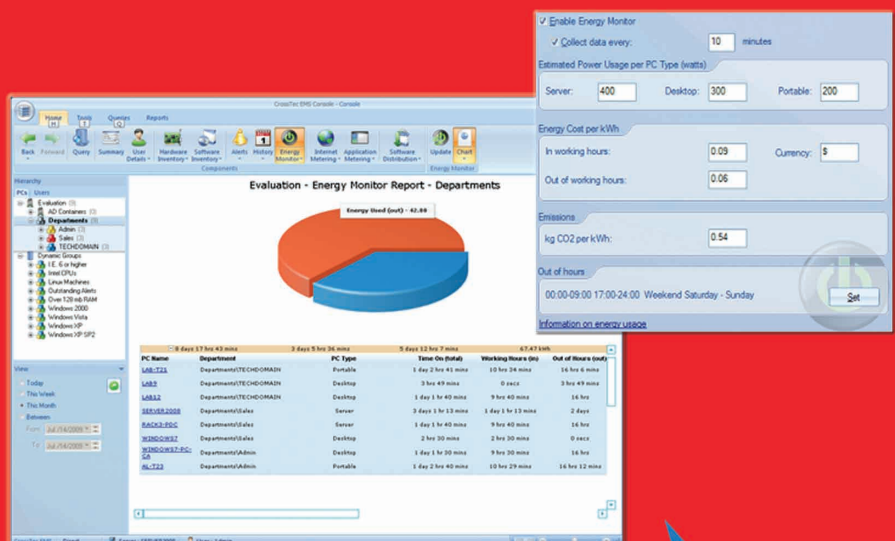 Enable Energy Monitor
Collect data every: 10 minutes
Estimated Power Usage per PC Type (watts)
Server: 400 Desktop: 300 Portable: 200
Energy Cost per kWh
In working hours: 0.09 Currency: $
Out of working hours: 0.06
Emissions
kg CO2 per kWh: 0.54
Out of hours
00:00-09:00 17:00-24:00 Weekend Saturday - Sunday Set
Information on energy usage
CrossTec EMS Console - Console
Home Tools Queries Reports
H T Q
Back Forward Query Summary User Details Hardware Inventory Software Inventory Alerts History Energy Monitor Internet Metering Application Metering Software Distribution Update Chart
Components Energy Monitor
Hierarchy
PCs Users
Evaluation (9)
AD Containers (3)
Departments (9)
Admin (3)
Sales (3)
TECHDOMAIN (3)
Dynamic Groups
I.E. 6 or higher
Intel CPUs
Linux Machines
Outstanding Alerts
Over 128 mb RAM
Windows 2000
Windows Vista
Windows XP
Windows XP SP2
Evaluation - Energy Monitor Report - Departments
Energy Used (out) - 42.88
8 days 17 hrs 43 mins 3 days 5 hrs 36 mins 5 days 12 hrs 7 mins 67.47 kWh
PC Name Department PC Type Time On (total) Working Hours (in) Out of Hours (out)
LAB-T21 Departments\TECHDOMAIN Portable 1 day 2 hrs 41 mins 10 hrs 34 mins 16 hrs 6 mins
LAB9 Departments\TECHDOMAIN Desktop 3 hrs 49 mins 0 secs 3 hrs 49 mins
LAB12 Departments\TECHDOMAIN Desktop 1 day 1 hr 40 mins 9 hrs 40 mins 16 hrs
SERVER2008 Departments\Sales Server 3 days 1 hr 13 mins 1 day 1 hr 13 mins 2 days
RACK3-PDC Departments\Sales Server 1 day 1 hr 40 mins 9 hrs 40 mins 16 hrs
WINDOWS7 Departments\Sales Desktop 2 hrs 30 mins 2 hrs 30 mins 0 secs
WINDOWS7-PC-CA Departments\Admin Desktop 1 day 1 hr 30 mins 9 hrs 30 mins 16 hrs
AL-T23 Departments\Admin Portable 1 day 2 hrs 40 mins 10 hrs 29 mins 16 hrs 12 mins
View
Today
This Week
This Month
Between
From: Jul /14/2009
To: Jul /14/2009